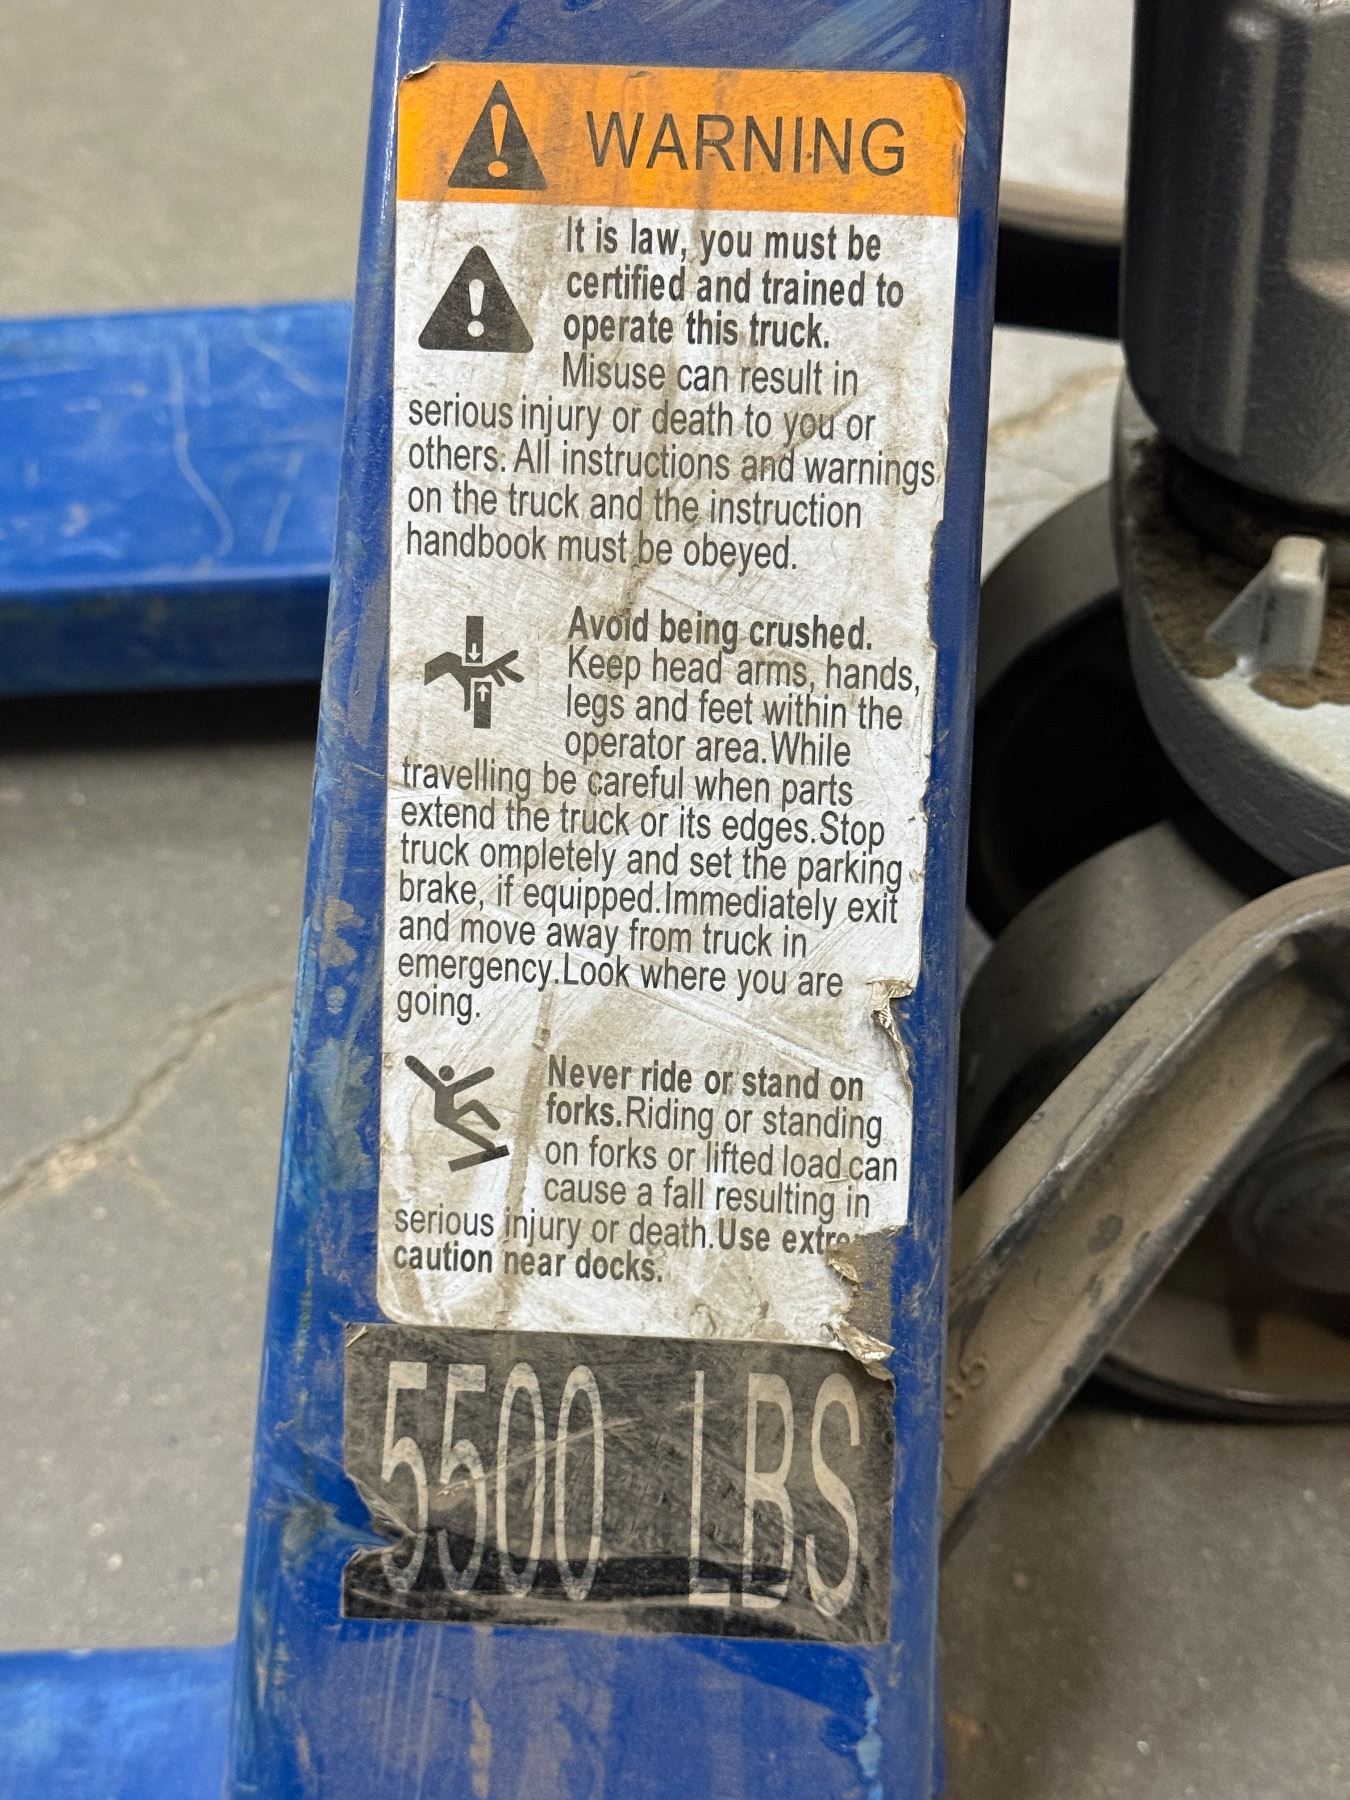 WARNING
It is law, you must be
certified and trained to
operate this truck.
Misuse can result in
serious injury or death to you or
others. All instructions and warnings
on the truck and the instruction
handbook must be obeyed.
Avoid being crushed.
Keep head arms, hands,
legs and feet within the
operator area.While
travelling be careful when parts
extend the truck or its edges.Stop
truck ompletely and set the parking
brake, if equipped.Immediately exit
and move away from truck in
emergency.Look where you are
going.
Never ride or stand on
forks.Riding or standing
on forks or lifted load can
cause a fall resulting in
serious injury or death.Use
caution near docks.
5500 LBS